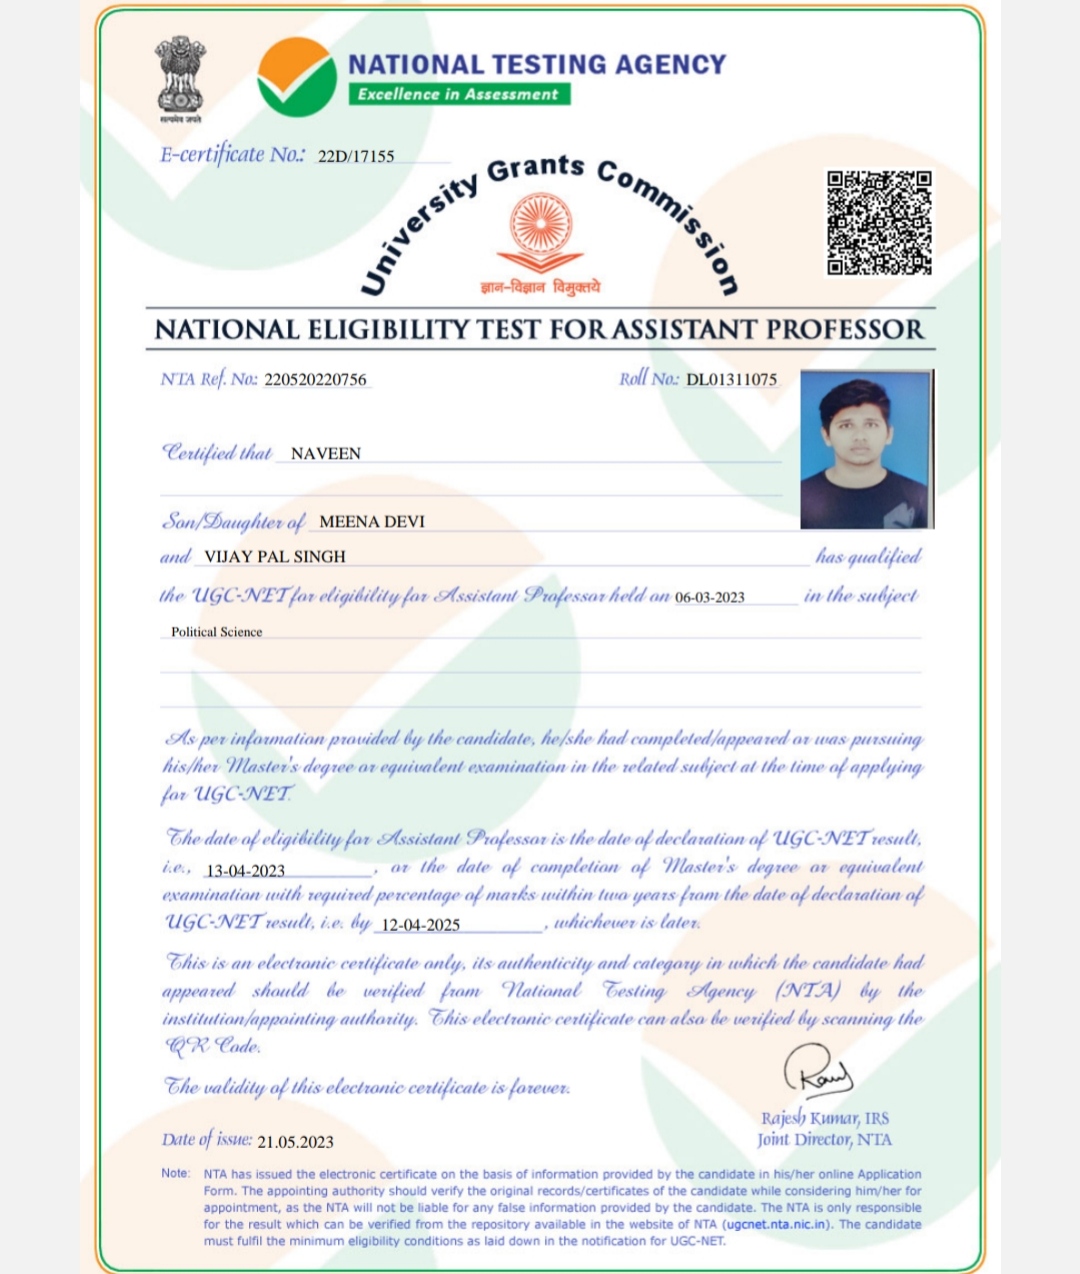 सत्यमेव जयते
NATIONAL TESTING AGENCY
Excellence in Assessment
E-certificate No.: 22D/17155
University Grants Commission
ज्ञान-विज्ञान विमुक्तये
NATIONAL ELIGIBILITY TEST FOR ASSISTANT PROFESSOR
NTA Ref. No: 220520220756 Roll No.: DL01311075
Certified that NAVEEN
Son/Daughter of MEENA DEVI
and VIJAY PAL SINGH has qualified
the UGC-NET for eligibility for Assistant Professor held on 06-03-2023 in the subject
Political Science
As per information provided by the candidate, he/she had completed/appeared or was pursuing
his/her Master's degree or equivalent examination in the related subject at the time of applying
for UGC-NET.
The date of eligibility for Assistant Professor is the date of declaration of UGC-NET result,
i.e., 13-04-2023, or the date of completion of Master's degree or equivalent
examination with required percentage of marks within two years from the date of declaration of
UGC-NET result, i.e. by 12-04-2025, whichever is later.
This is an electronic certificate only, its authenticity and category in which the candidate had
appeared should be verified from National Testing Agency (NTA) by the
institution/appointing authority. This electronic certificate can also be verified by scanning the
QR Code.
The validity of this electronic certificate is forever.
Rajesh Kumar, IRS
Joint Director, NTA
Date of issue: 21.05.2023
Note: NTA has issued the electronic certificate on the basis of information provided by the candidate in his/her online Application
Form. The appointing authority should verify the original records/certificates of the candidate while considering him/her for
appointment, as the NTA will not be liable for any false information provided by the candidate. The NTA is only responsible
for the result which can be verified from the repository available in the website of NTA (ugcnet.nta.nic.in). The candidate
must fulfil the minimum eligibility conditions as laid down in the notification for UGC-NET.